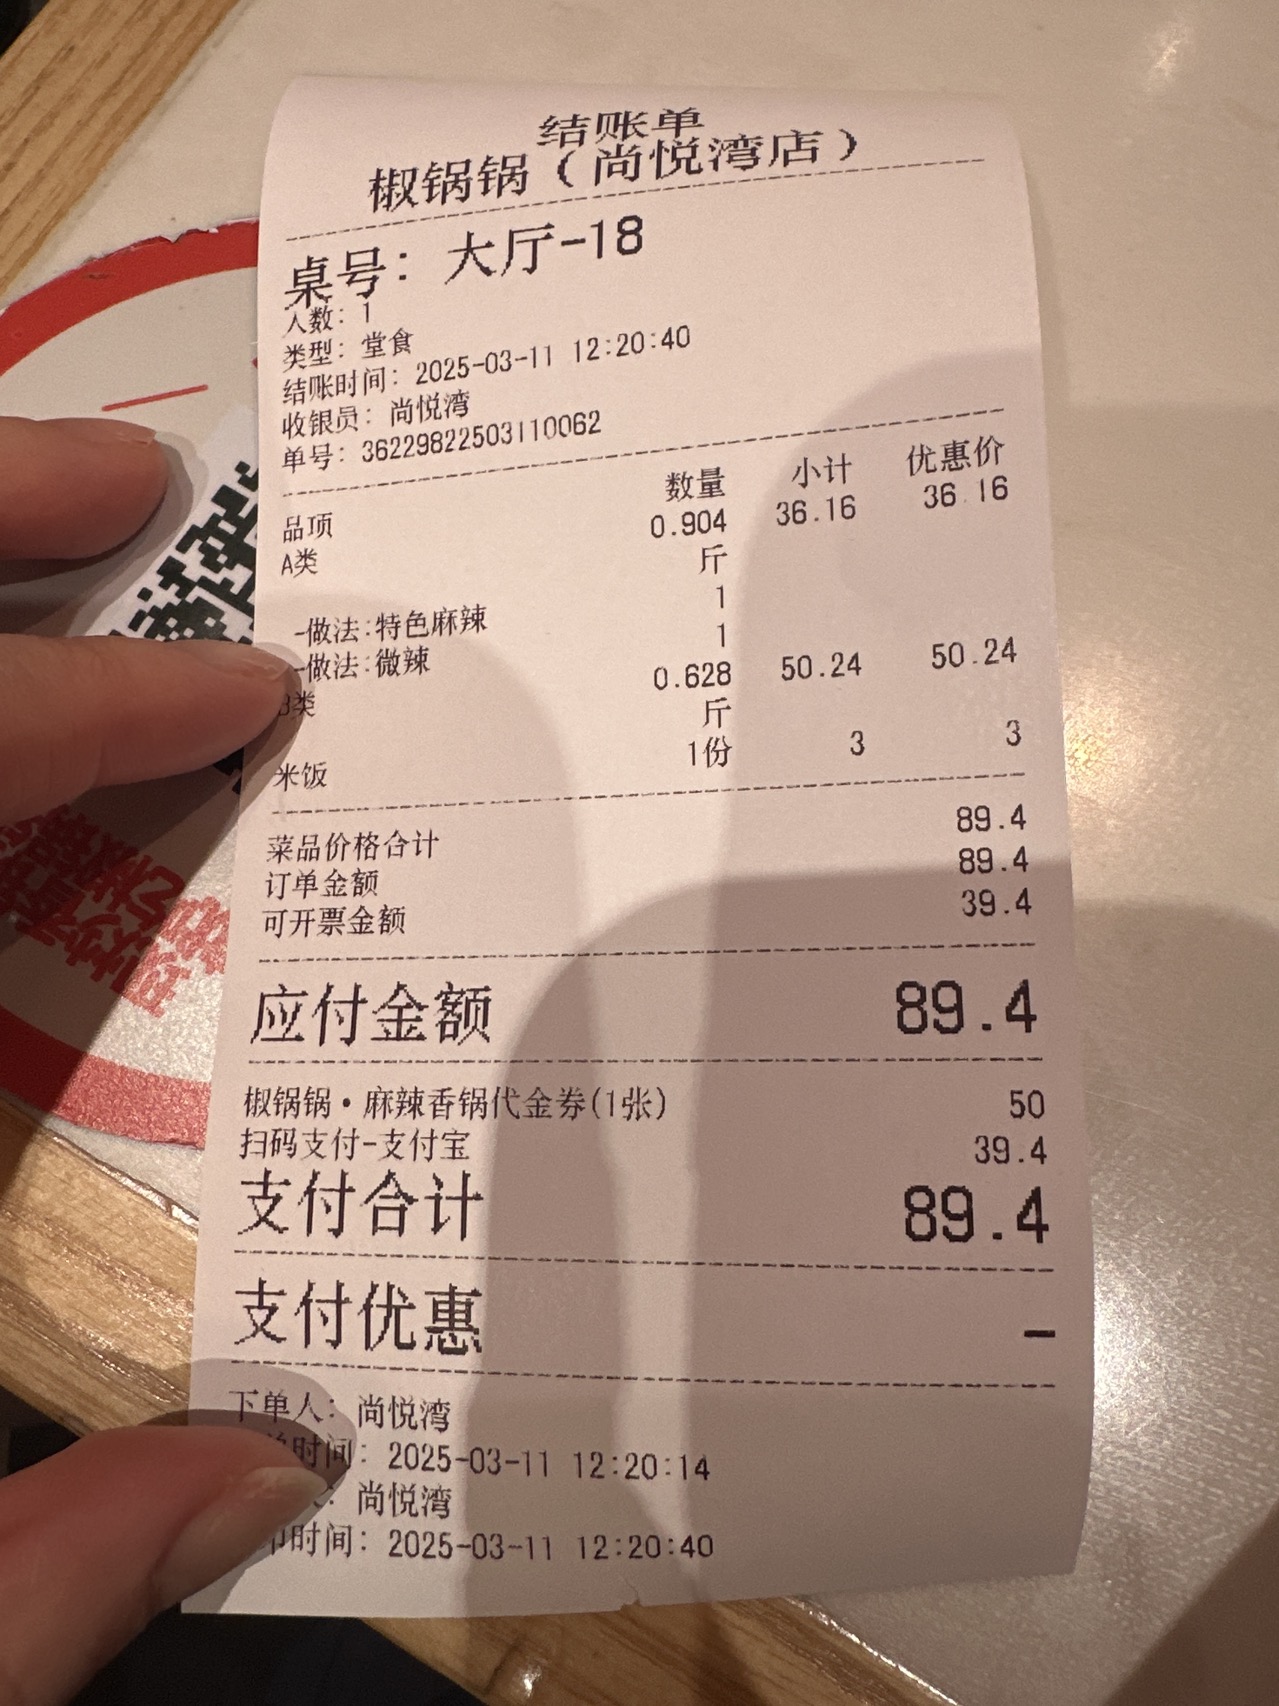 结账单
椒锅锅（尚悦湾店）
桌号：大厅-18
人数：1
类型：堂食
结账时间：2025-03-11 12:20:40
收银员：尚悦湾
单号：36229822503110062
品项 数量 小计 优惠价
A类 0.904 36.16 36.16
斤
-做法:特色麻辣 1
-做法:微辣 1
B类 0.628 50.24 50.24
斤
米饭 1份 3 3
菜品价格合计 89.4
订单金额 89.4
可开票金额 39.4
应付金额 89.4
椒锅锅·麻辣香锅代金券(1张) 50
扫码支付-支付宝 39.4
支付合计 89.4
支付优惠 -
下单人：尚悦湾
时间：2025-03-11 12:20:14
：尚悦湾
印时间：2025-03-11 12:20:40